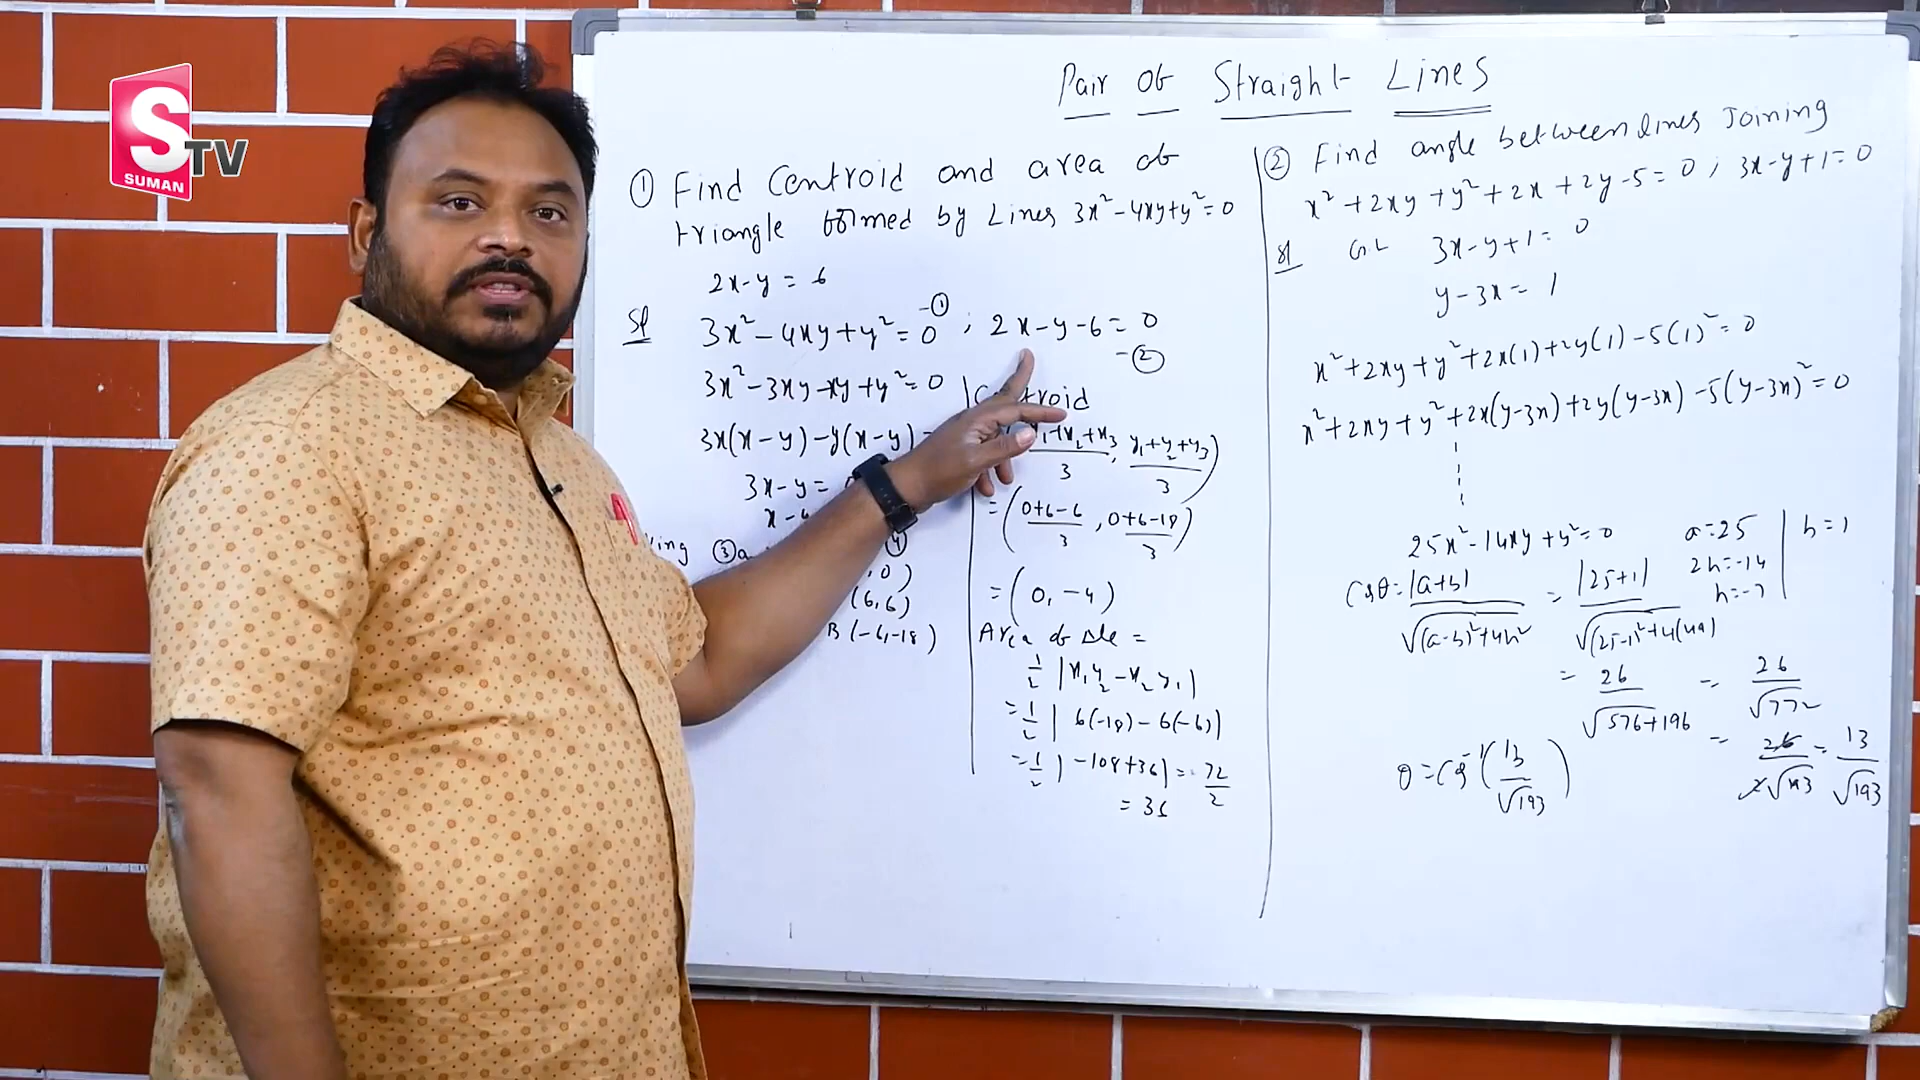 S
TV
SUMAN
Pair of Straight Lines
① Find Centroid and area of
triangle formed by Lines 3x²-4xy+y²=0
2x-y = 6
3x²-4xy+y²=0 -① ; 2x-y-6=0
-②
3x²-3xy-xy+y²=0
3x(x-y)-y(x-y)
3x-y=
x-y
③
④
,0)
(6,6)
B(-6,-18)
x₁+x₂+x₃/3, y₁+y₂+y₃/3)
=(0+6-6/3, 0+6-18/3)
=(0,-4)
Area of Δle =
1/2 |x₁y₂-x₂y₁|
=1/2 | 6(-18)-6(-6)|
=1/2 |-108+36| = 72/2
= 36
② Find angle between lines Joining
x²+2xy+y²+2x+2y-5=0; 3x-y+1=0
Sol G.L 3x-y+1=0
y-3x=1
x²+2xy+y²+2x(1)+2y(1)-5(1)²=0
x²+2xy+y²+2x(y-3x)+2y(y-3x)-5(y-3x)²=0
25x²-14xy+y²=0 a=25 b=1
2h=-14
h=-7
Cosθ=|a+b|/√(a-b)²+4h² = |25+1|/√(25-1)²+4(49)
= 26/√576+196 = 26/√772
= 26/2√193 = 13/√193
θ=Cos⁻¹(13/√193)